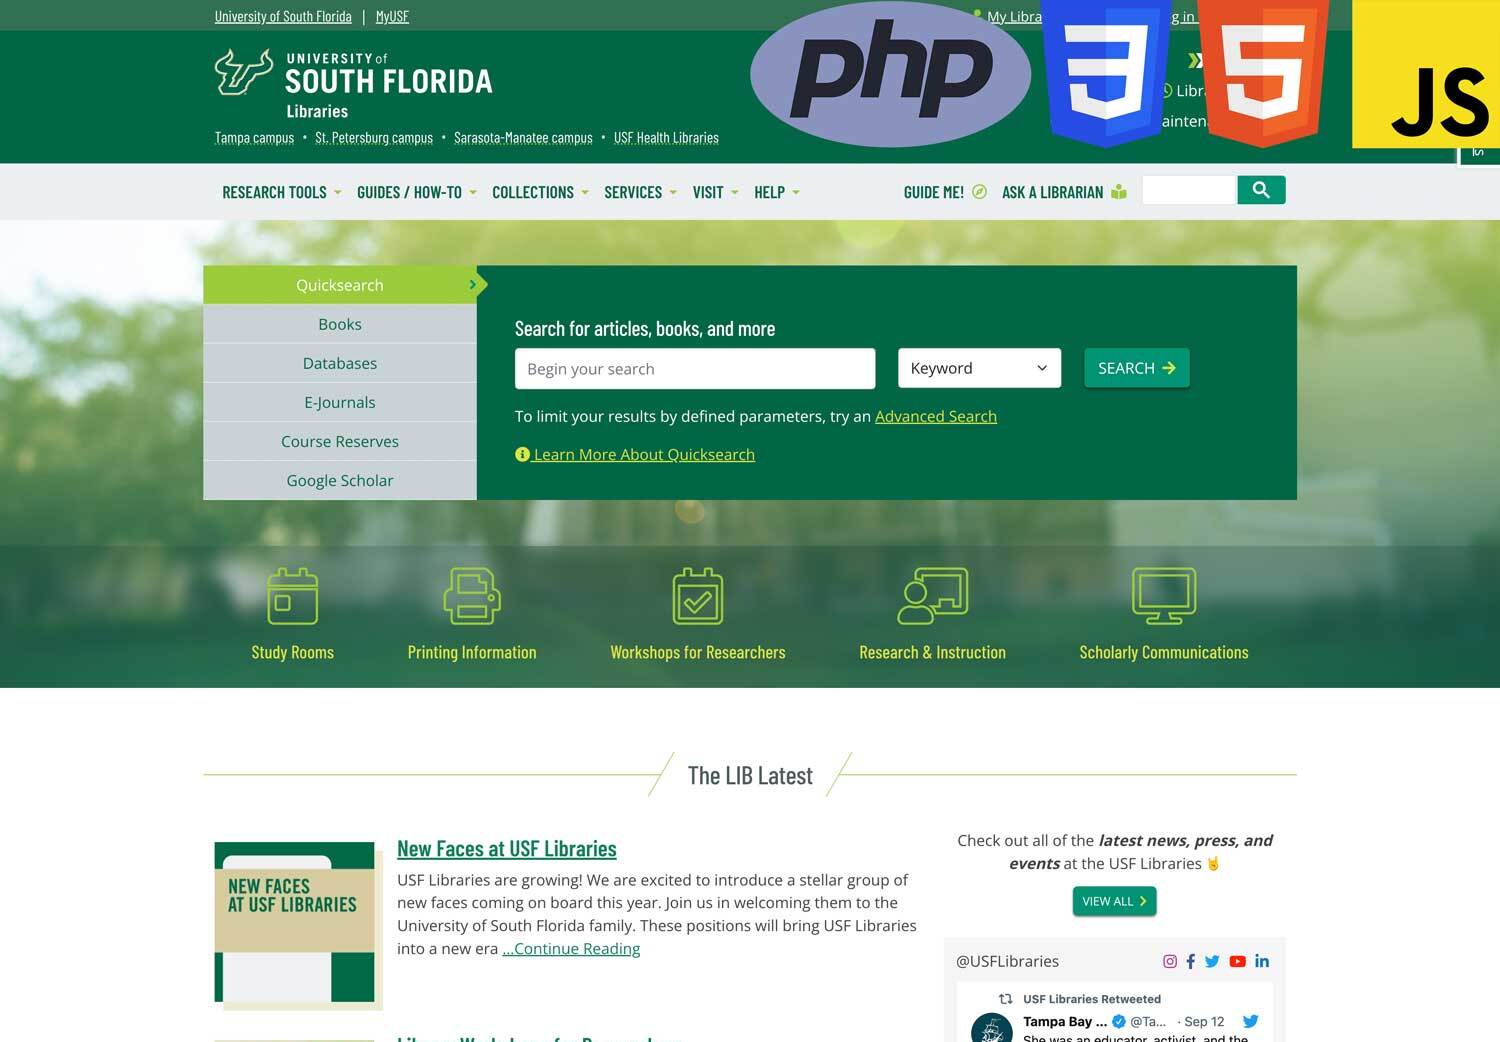 University of South Florida | MyUSF
My Libra
g in
php
3
5
JS
UNIVERSITY of
SOUTH FLORIDA
Libraries
Libr
ainten
Tampa campus • St. Petersburg campus • Sarasota-Manatee campus • USF Health Libraries
RESEARCH TOOLS GUIDES / HOW-TO COLLECTIONS SERVICES VISIT HELP GUIDE ME! ASK A LIBRARIAN
Quicksearch
Books
Databases
E-Journals
Course Reserves
Google Scholar
Search for articles, books, and more
Begin your search Keyword SEARCH
To limit your results by defined parameters, try an Advanced Search
Learn More About Quicksearch
Study Rooms Printing Information Workshops for Researchers Research & Instruction Scholarly Communications
The LIB Latest
NEW FACES
AT USF LIBRARIES
New Faces at USF Libraries
USF Libraries are growing! We are excited to introduce a stellar group of
new faces coming on board this year. Join us in welcoming them to the
University of South Florida family. These positions will bring USF Libraries
into a new era ...Continue Reading
Check out all of the latest news, press, and
events at the USF Libraries 🤘
VIEW ALL
@USFLibraries
USF Libraries Retweeted
Tampa Bay ... @Ta... · Sep 12
She was an educator, activist, and the